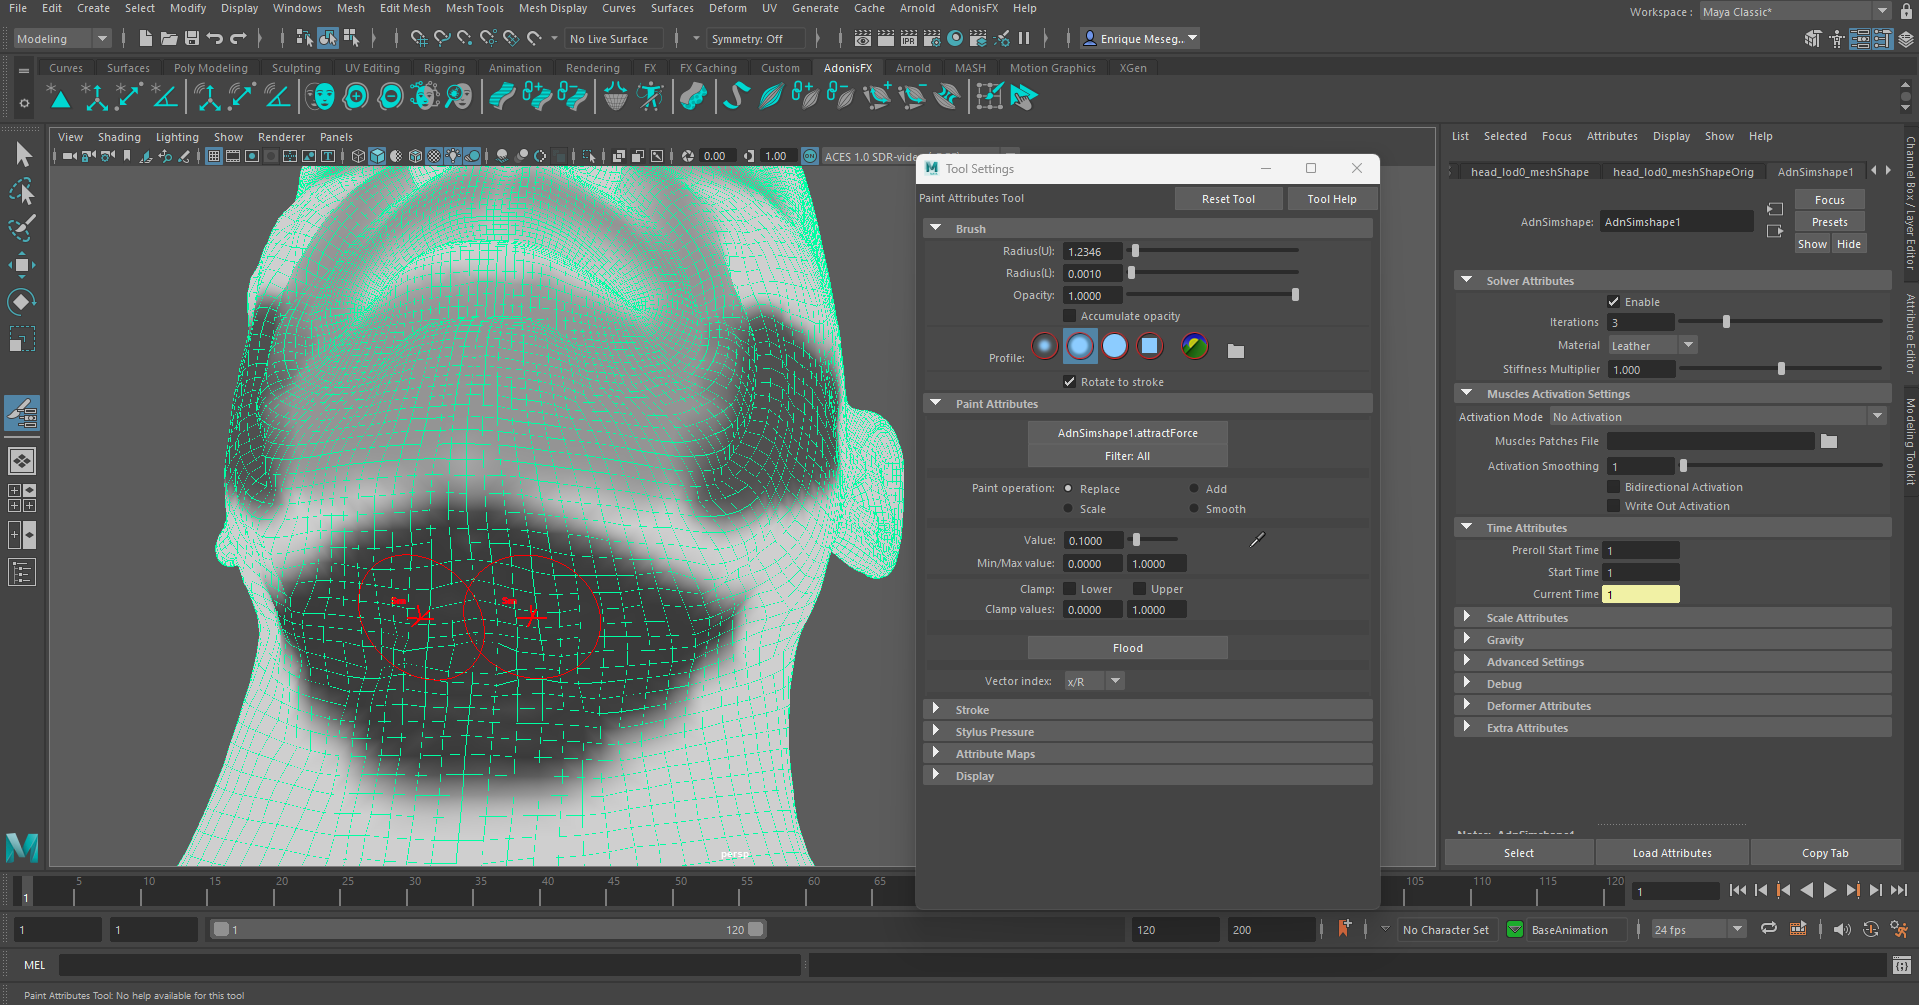 File Edit Create Select Modify Display Windows Mesh Edit Mesh Mesh Tools Mesh Display Curves Surfaces Deform UV Generate Cache Arnold AdonisFX Help
Workspace : Maya Classic*
Modeling No Live Surface Symmetry: Off Enrique Meseg...
Curves Surfaces Poly Modeling Sculpting UV Editing Rigging Animation Rendering FX FX Caching Custom AdonisFX Arnold MASH Motion Graphics XGen
View Shading Lighting Show Renderer Panels
0.00 1.00 ACES 1.0 SDR-vide
Tool Settings
Paint Attributes Tool Reset Tool Tool Help
Brush
Radius(U): 1.2346
Radius(L): 0.0010
Opacity: 1.0000
Accumulate opacity
Profile:
Rotate to stroke
Paint Attributes
AdnSimshape1.attractForce
Filter: All
Paint operation: Replace Add
Scale Smooth
Value: 0.1000
Min/Max value: 0.0000 1.0000
Clamp: Lower Upper
Clamp values: 0.0000 1.0000
Flood
Vector index: x/R
Stroke
Stylus Pressure
Attribute Maps
Display
persp
List Selected Focus Attributes Display Show Help
head_lod0_meshShape head_lod0_meshShapeOrig AdnSimshape1
AdnSimshape: AdnSimshape1
Focus
Presets
Show Hide
Solver Attributes
Enable
Iterations 3
Material Leather
Stiffness Multiplier 1.000
Muscles Activation Settings
Activation Mode No Activation
Muscles Patches File
Activation Smoothing 1
Bidirectional Activation
Write Out Activation
Time Attributes
Preroll Start Time 1
Start Time 1
Current Time 1
Scale Attributes
Gravity
Advanced Settings
Debug
Deformer Attributes
Extra Attributes
Notes: AdnSimshape1
Select Load Attributes Copy Tab
Channel Box / Layer Editor
Attribute Editor
Modeling Toolkit
1 5 10 15 20 25 30 35 40 45 50 55 60 65 105 110 115 120 1
1 1 1 120 120 200 No Character Set BaseAnimation 24 fps
MEL
Paint Attributes Tool: No help available for this tool